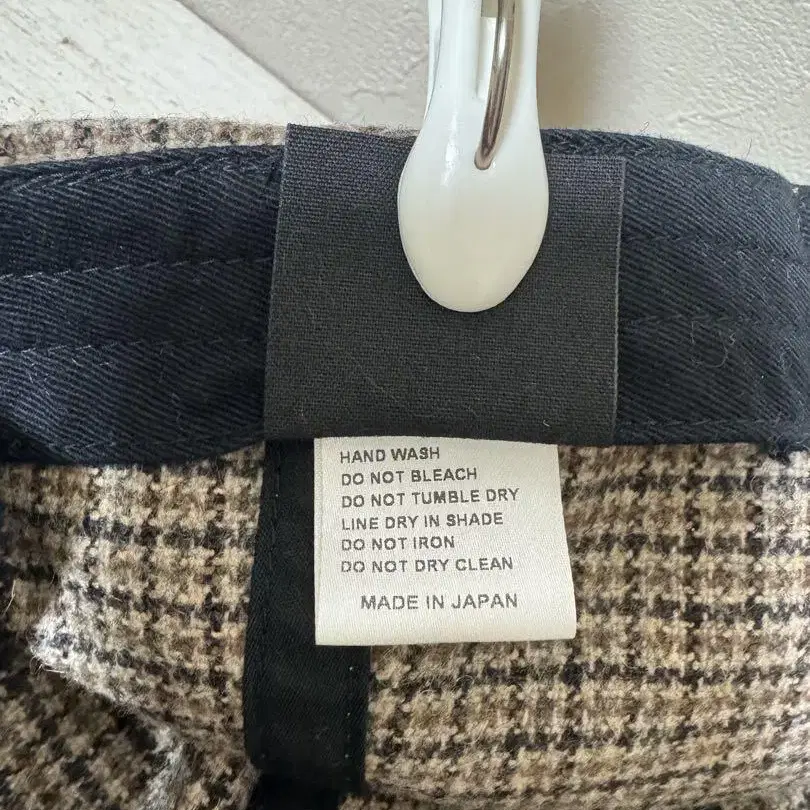 HAND WASH
DO NOT BLEACH
DO NOT TUMBLE DRY
LINE DRY IN SHADE
DO NOT IRON
DO NOT DRY CLEAN
MADE IN JAPAN